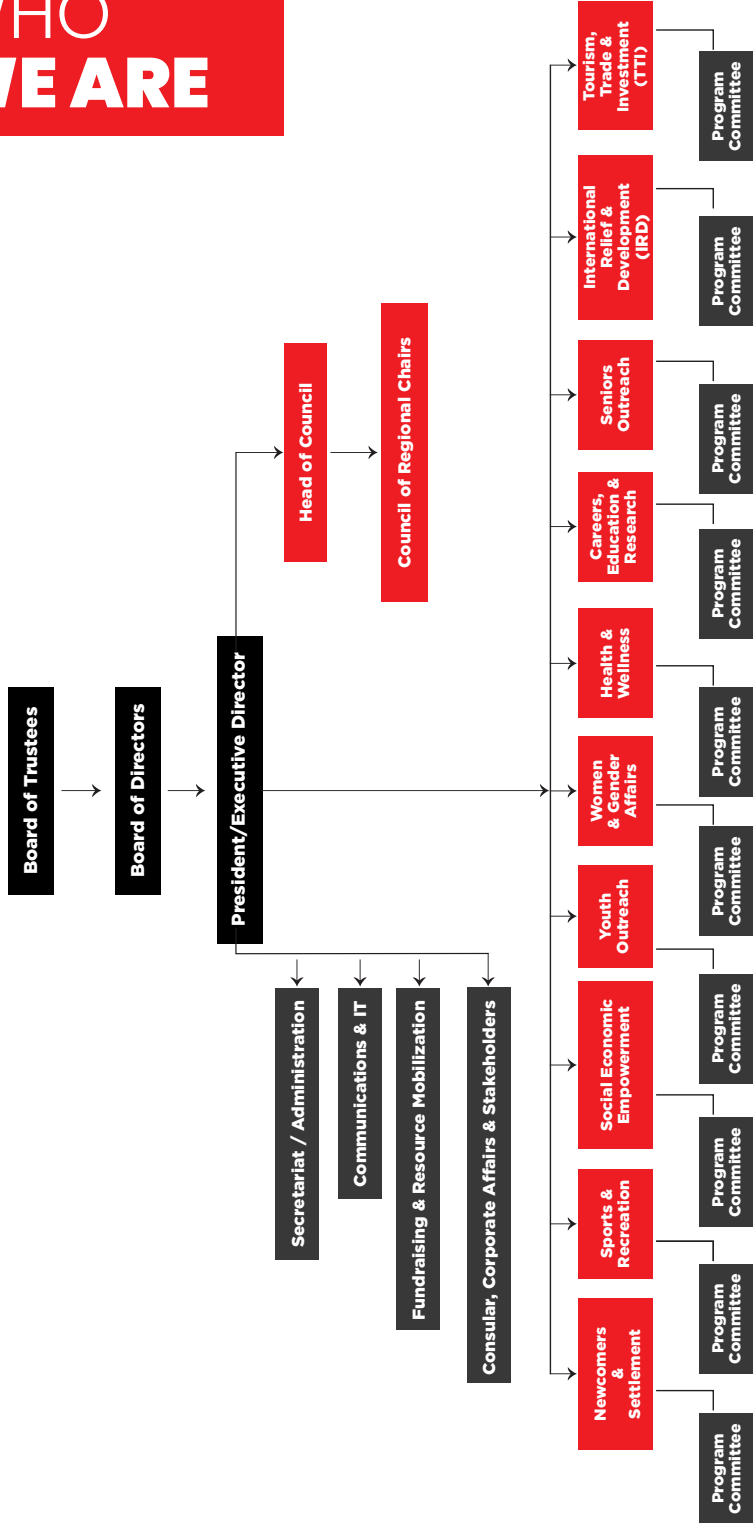 WHO
WE ARE
Board of Trustees
Board of Directors
President/Executive Director
Secretariat / Administration
Communications & IT
Fundraising & Resource Mobilization
Consular, Corporate Affairs & Stakeholders
Head of Council
Council of Regional Chairs
Newcomers
&
Settlement
Program
Committee
Sports &
Recreation
Program
Committee
Social Economic
Empowerment
Program
Committee
Youth
Outreach
Program
Committee
Women
& Gender
Affairs
Program
Committee
Health &
Wellness
Program
Committee
Careers,
Education &
Research
Program
Committee
Seniors
Outreach
Program
Committee
International
Relief &
Development
(IRD)
Program
Committee
Tourism,
Trade &
Investment
(TTI)
Program
Committee